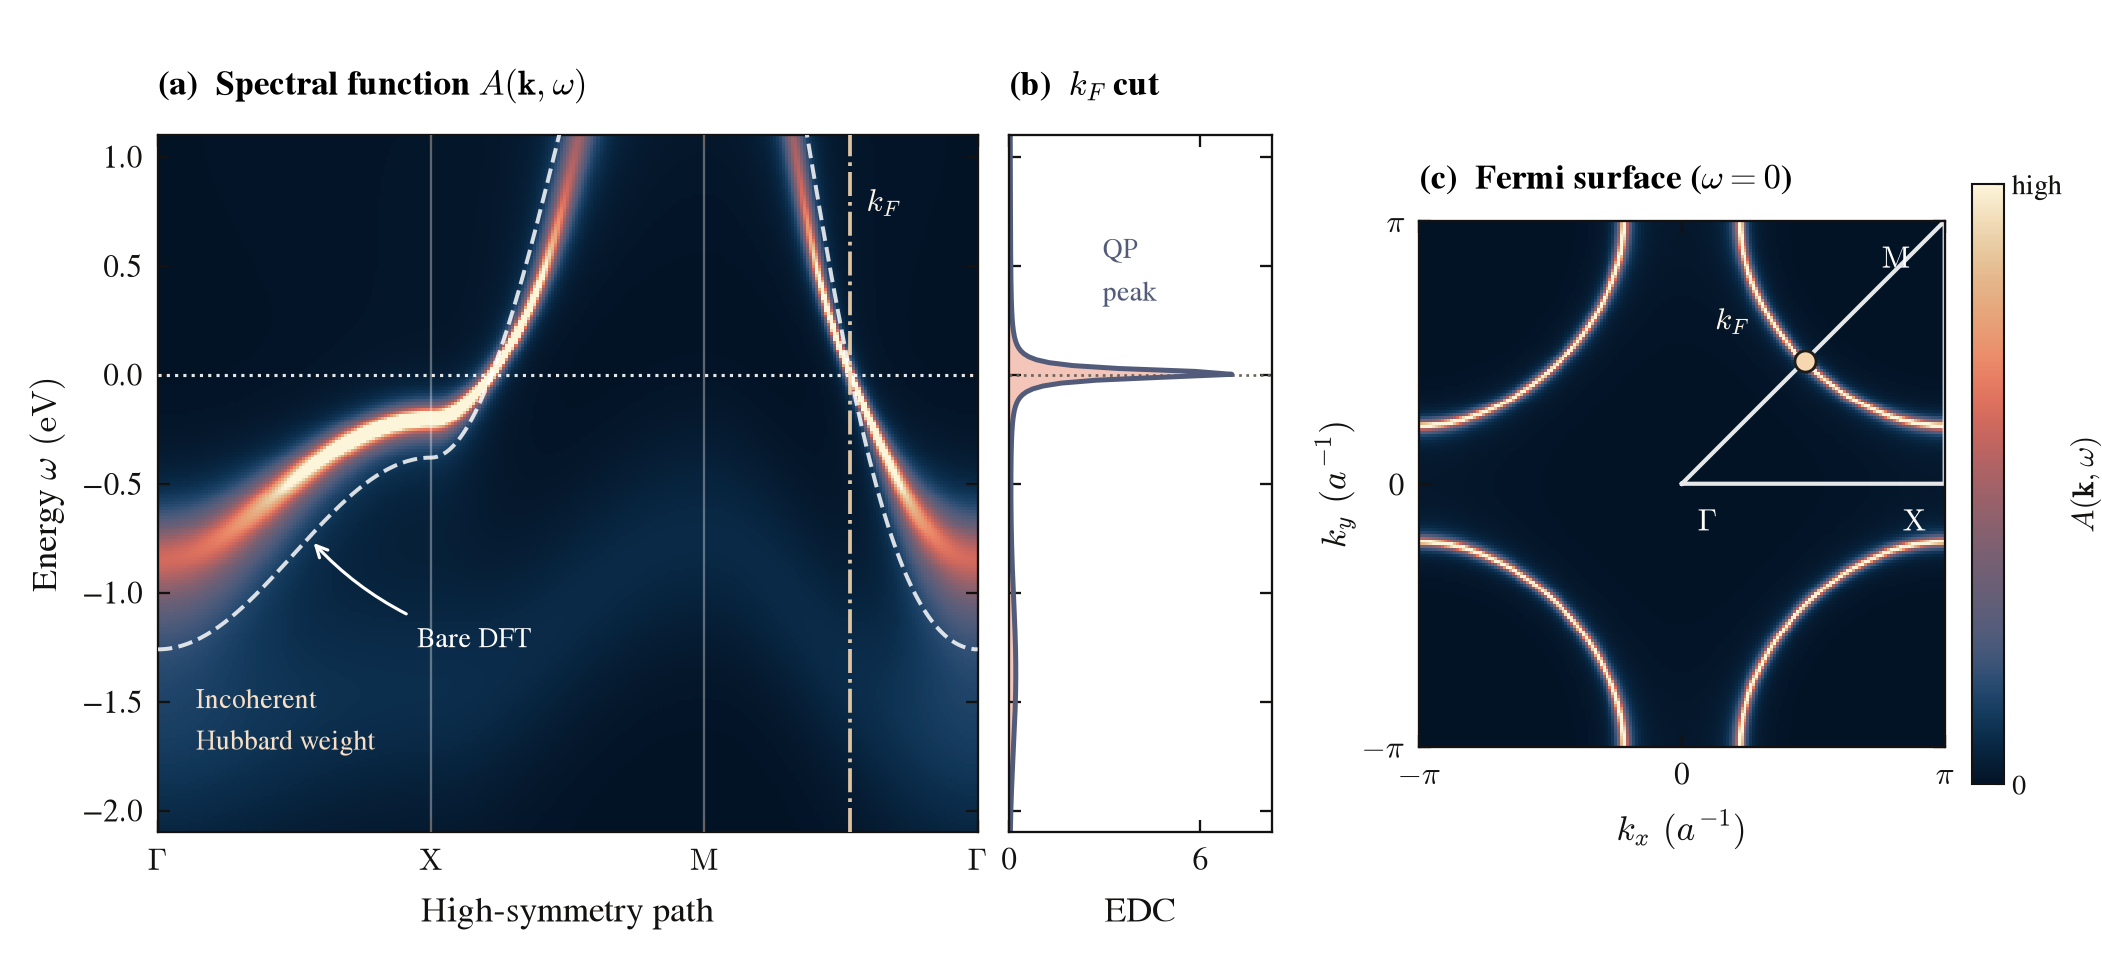 (a) Spectral function A(k, ω)
1.0
0.5
0.0
−0.5
−1.0
−1.5
−2.0
Energy ω (eV)
k_F
Bare DFT
Incoherent
Hubbard weight
Γ
X
M
Γ
High-symmetry path
(b) k_F cut
QP
peak
0
6
EDC
(c) Fermi surface (ω = 0)
π
0
−π
k_y (a⁻¹)
M
k_F
Γ
X
−π
0
π
k_x (a⁻¹)
high
0
A(k, ω)